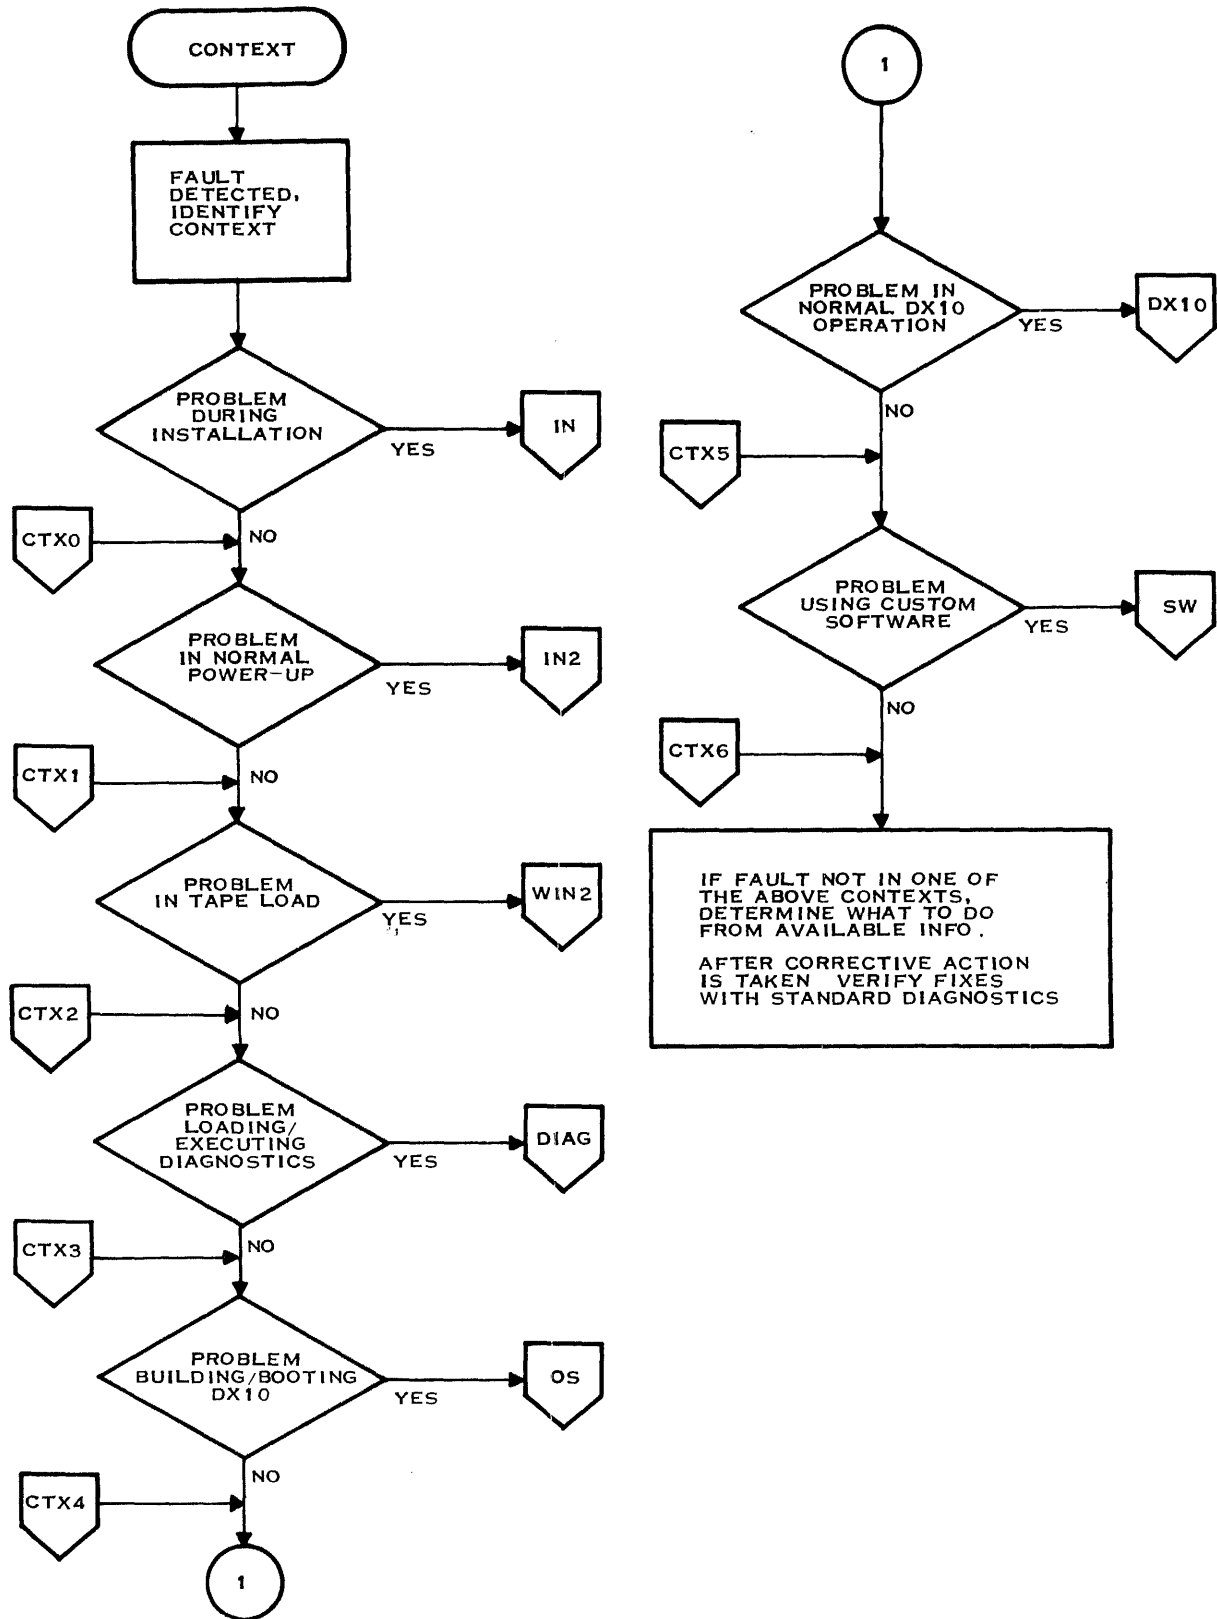 CONTEXT
FAULT
DETECTED,
IDENTIFY
CONTEXT
PROBLEM
DURING
INSTALLATION
YES
IN
NO
CTX0
PROBLEM
IN NORMAL
POWER-UP
YES
IN2
NO
CTX1
PROBLEM
IN TAPE LOAD
YES
WIN2
NO
CTX2
PROBLEM
LOADING/
EXECUTING
DIAGNOSTICS
YES
DIAG
NO
CTX3
PROBLEM
BUILDING/BOOTING
DX10
YES
OS
NO
CTX4
1
1
PROBLEM IN
NORMAL DX10
OPERATION
YES
DX10
NO
CTX5
PROBLEM
USING CUSTOM
SOFTWARE
YES
SW
NO
CTX6
IF FAULT NOT IN ONE OF
THE ABOVE CONTEXTS,
DETERMINE WHAT TO DO
FROM AVAILABLE INFO.
AFTER CORRECTIVE ACTION
IS TAKEN VERIFY FIXES
WITH STANDARD DIAGNOSTICS